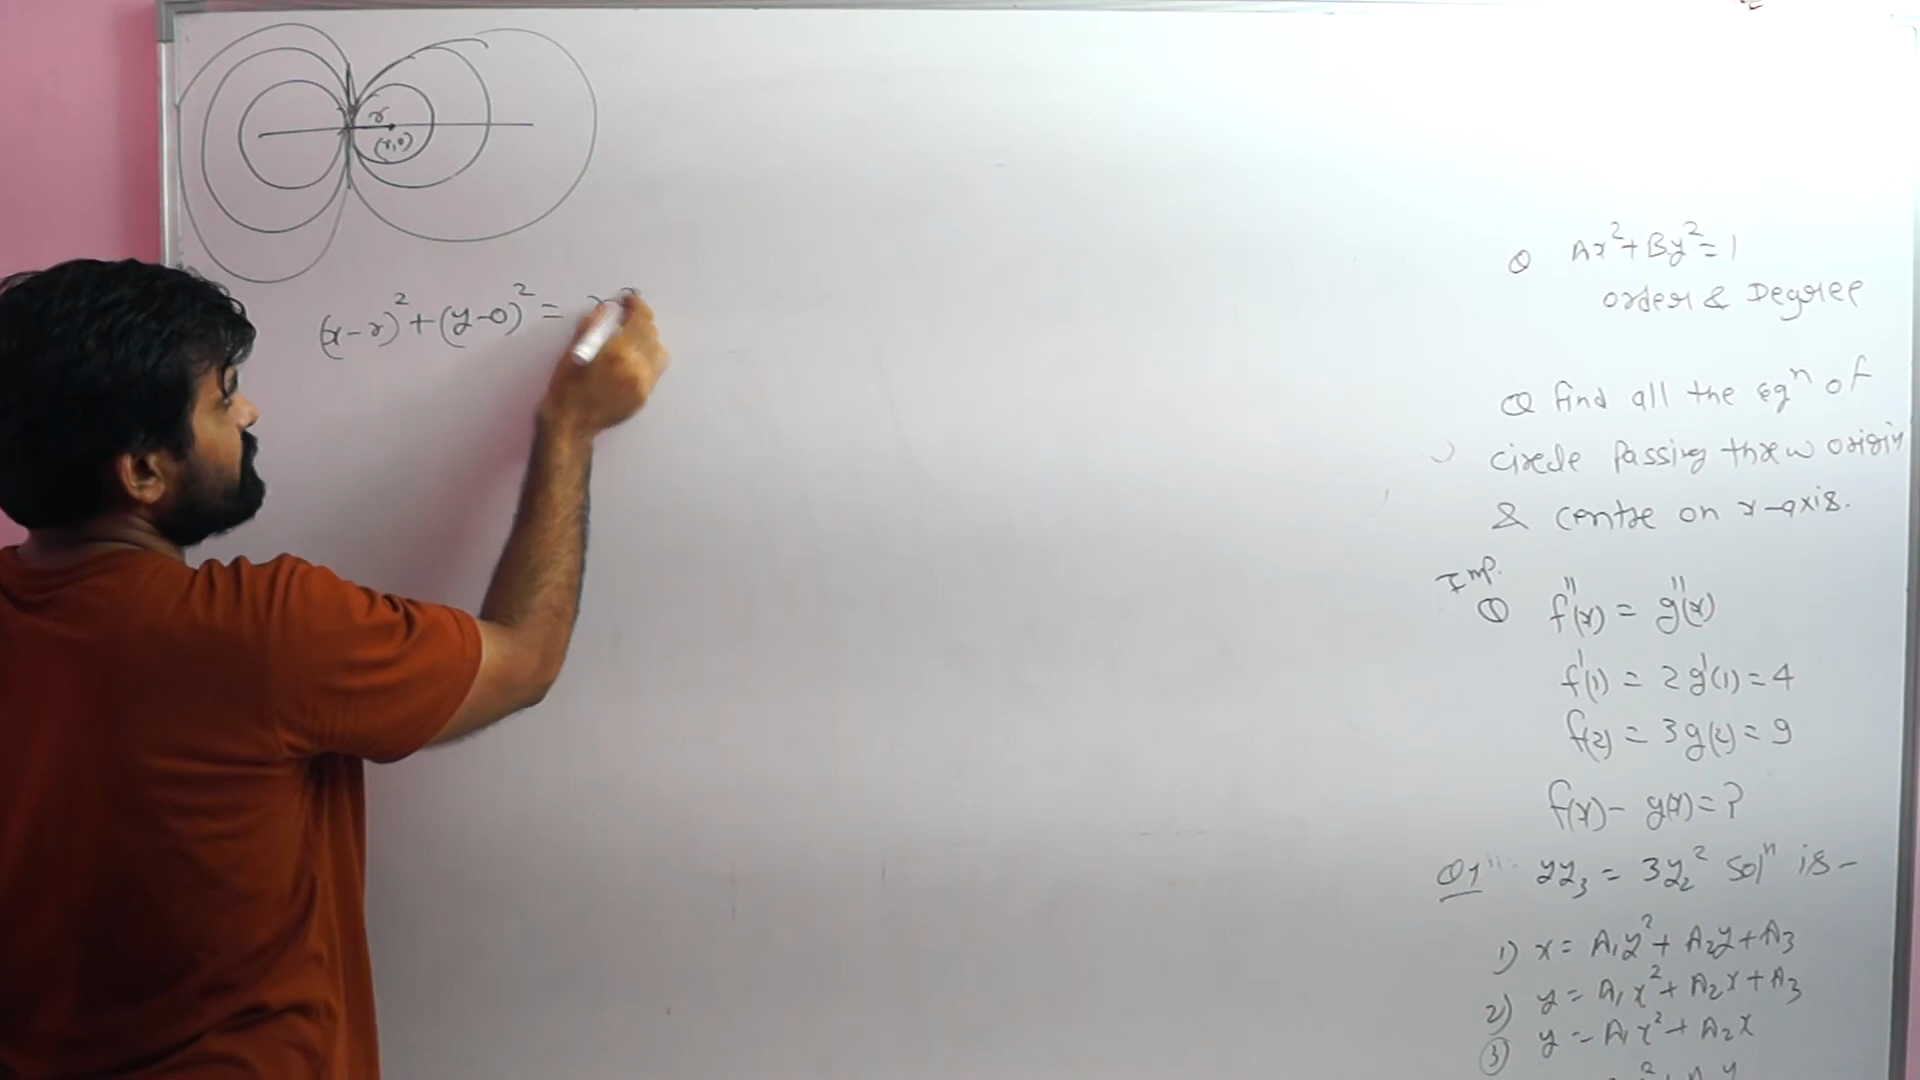 r
(r,0)
(x-r)²+(y-0)²= r²
Q Ax²+By²=1
order & Degree
Q find all the eqⁿ of
circle Passing threw origin
& centre on x-axis.
Imp.
Q f''(x) = g''(x)
f'(1) = 2g'(1)=4
f(2) = 3g(2)= 9
f(x)- g(x)=?
Q1 yy₃ = 3y₂² solⁿ is-
1) x= A₁y²+ A₂y+A₃
2) y= A₁x²+ A₂x+A₃
3) y= A₁x²+ A₂x